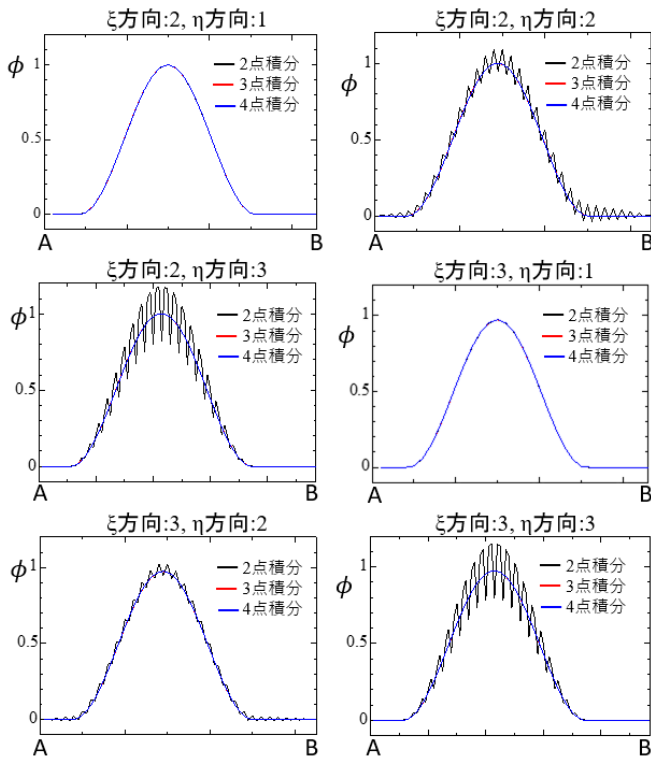 ξ方向:2, η方向:1
ϕ
1
0.5
0
2点積分
3点積分
4点積分
A
B
ξ方向:2, η方向:2
ϕ
1
0.5
0
2点積分
3点積分
4点積分
A
B
ξ方向:2, η方向:3
ϕ
1
0.5
0
2点積分
3点積分
4点積分
A
B
ξ方向:3, η方向:1
ϕ
1
0.5
0
2点積分
3点積分
4点積分
A
B
ξ方向:3, η方向:2
ϕ
1
0.5
0
2点積分
3点積分
4点積分
A
B
ξ方向:3, η方向:3
ϕ
1
0.5
0
2点積分
3点積分
4点積分
A
B